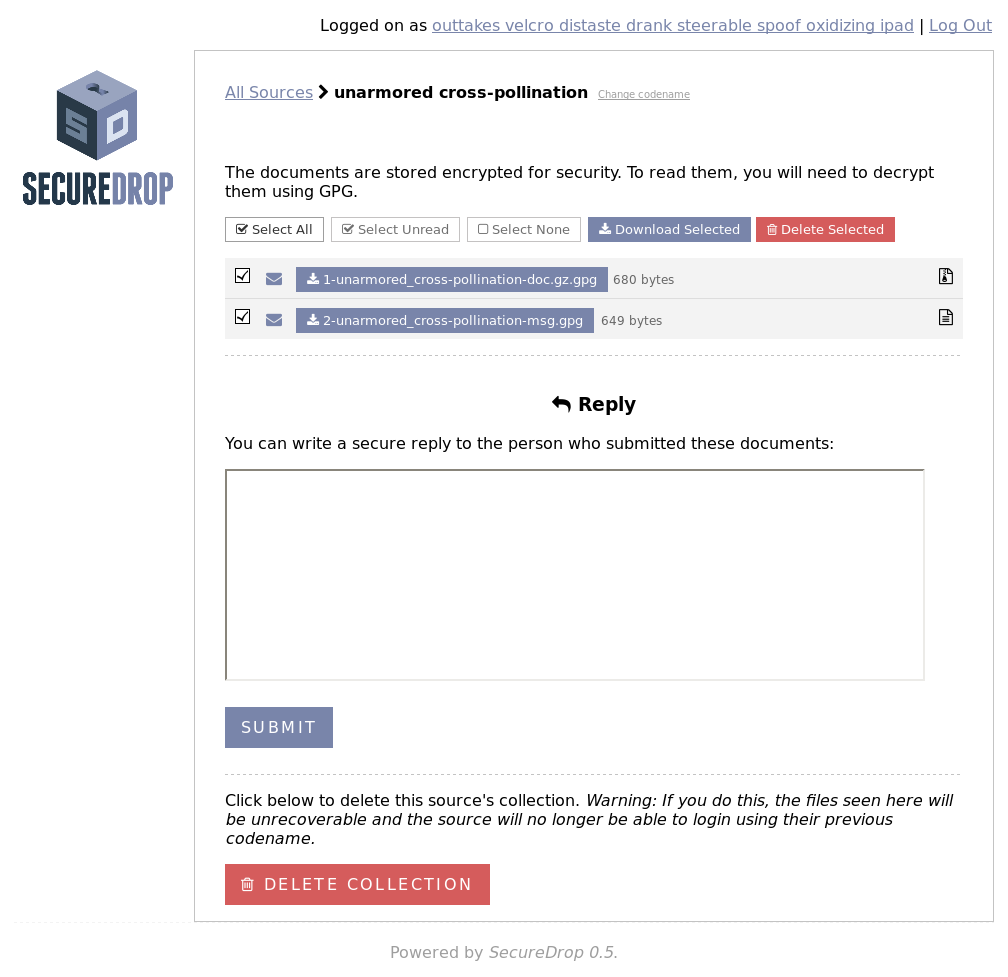 Logged on as outtakes velcro distaste drank steerable spoof oxidizing ipad | Log Out
SD
SECUREDROP
All Sources unarmored cross-pollination Change codename
The documents are stored encrypted for security. To read them, you will need to decrypt
them using GPG.
Select All Select Unread Select None Download Selected Delete Selected
1-unarmored_cross-pollination-doc.gz.gpg 680 bytes
2-unarmored_cross-pollination-msg.gpg 649 bytes
Reply
You can write a secure reply to the person who submitted these documents:
SUBMIT
Click below to delete this source's collection. Warning: If you do this, the files seen here will
be unrecoverable and the source will no longer be able to login using their previous
codename.
DELETE COLLECTION
Powered by SecureDrop 0.5.